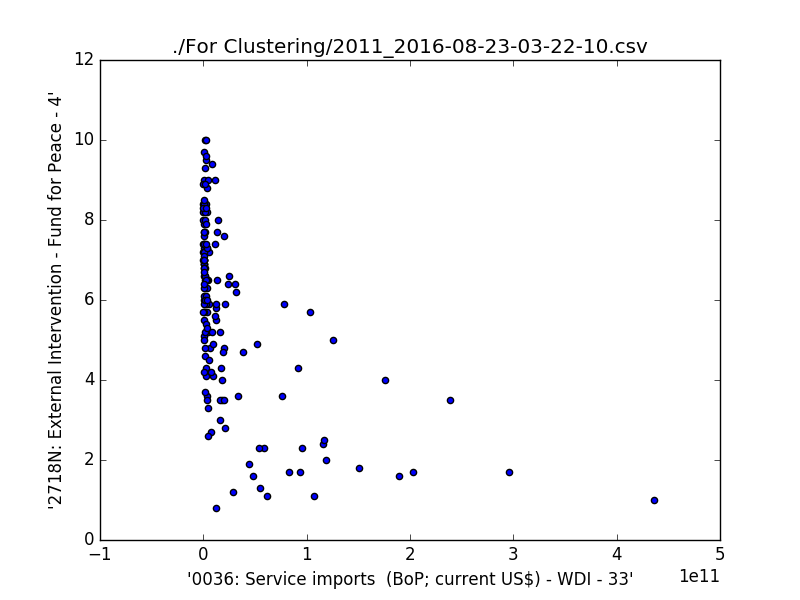 ./For Clustering/2011_2016-08-23-03-22-10.csv
'2718N: External Intervention - Fund for Peace - 4'
12
10
8
6
4
2
0
−1 0 1 2 3 4 5
1e11
'0036: Service imports  (BoP; current US$) - WDI - 33'